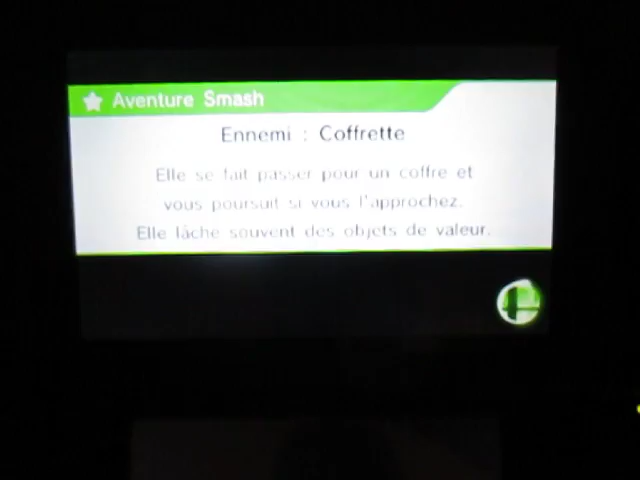 Aventure Smash
Ennemi : Coffrette
Elle se fait passer pour un coffre et
vous poursuit si vous l'approchez.
Elle lâche souvent des objets de valeur.